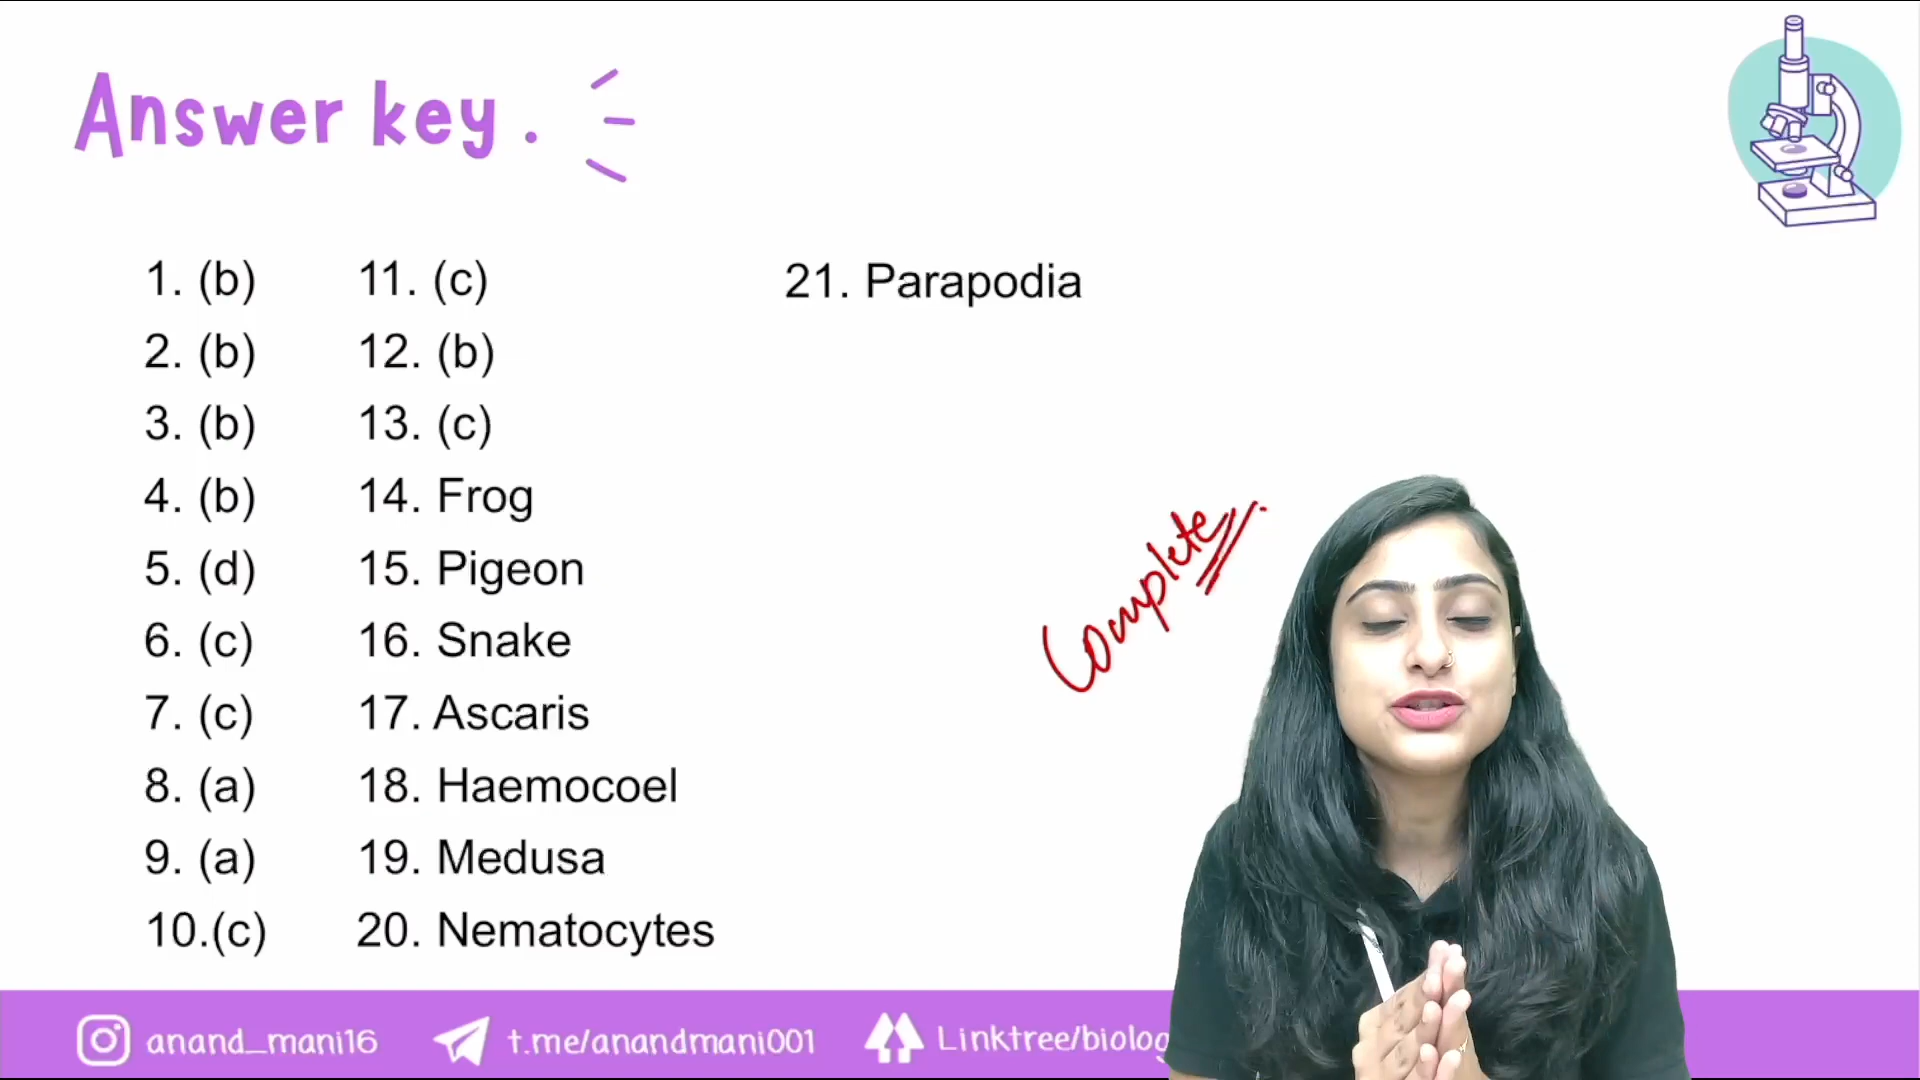 Answer key .
1. (b)
2. (b)
3. (b)
4. (b)
5. (d)
6. (c)
7. (c)
8. (a)
9. (a)
10.(c)
11. (c)
12. (b)
13. (c)
14. Frog
15. Pigeon
16. Snake
17. Ascaris
18. Haemocoel
19. Medusa
20. Nematocytes
21. Parapodia
Complete
anand_mani16
t.me/anandmani001
Linktree/biolog